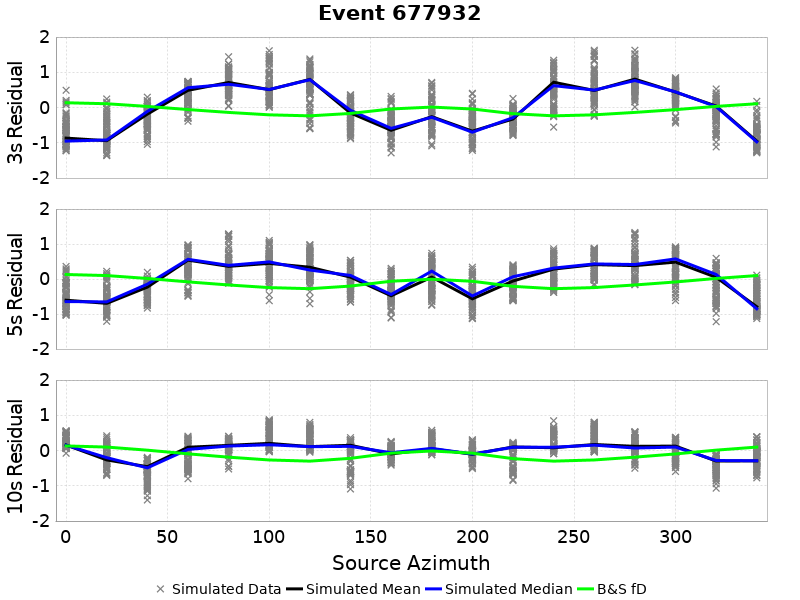 Event 677932
3s Residual
2
1
0
-1
-2
5s Residual
2
1
0
-1
-2
10s Residual
2
1
0
-1
-2
0 50 100 150 200 250 300
Source Azimuth
Simulated Data Simulated Mean Simulated Median B&S fD